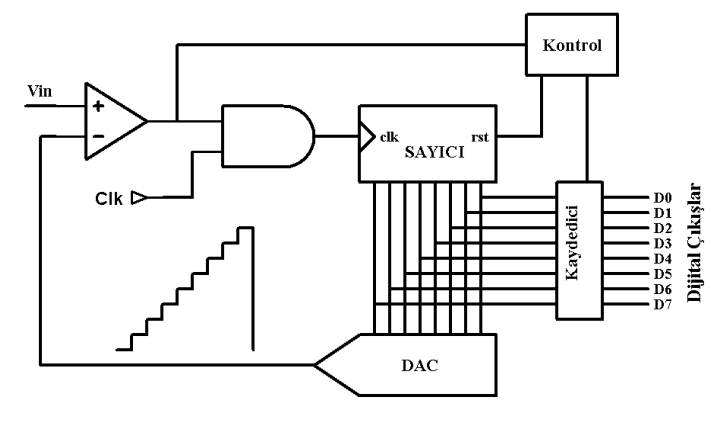 Kontrol
Vin
+
−
clk
rst
SAYICI
Clk
Kaydedici
D0
D1
D2
D3
D4
D5
D6
D7
Dijital Çıkışlar
DAC